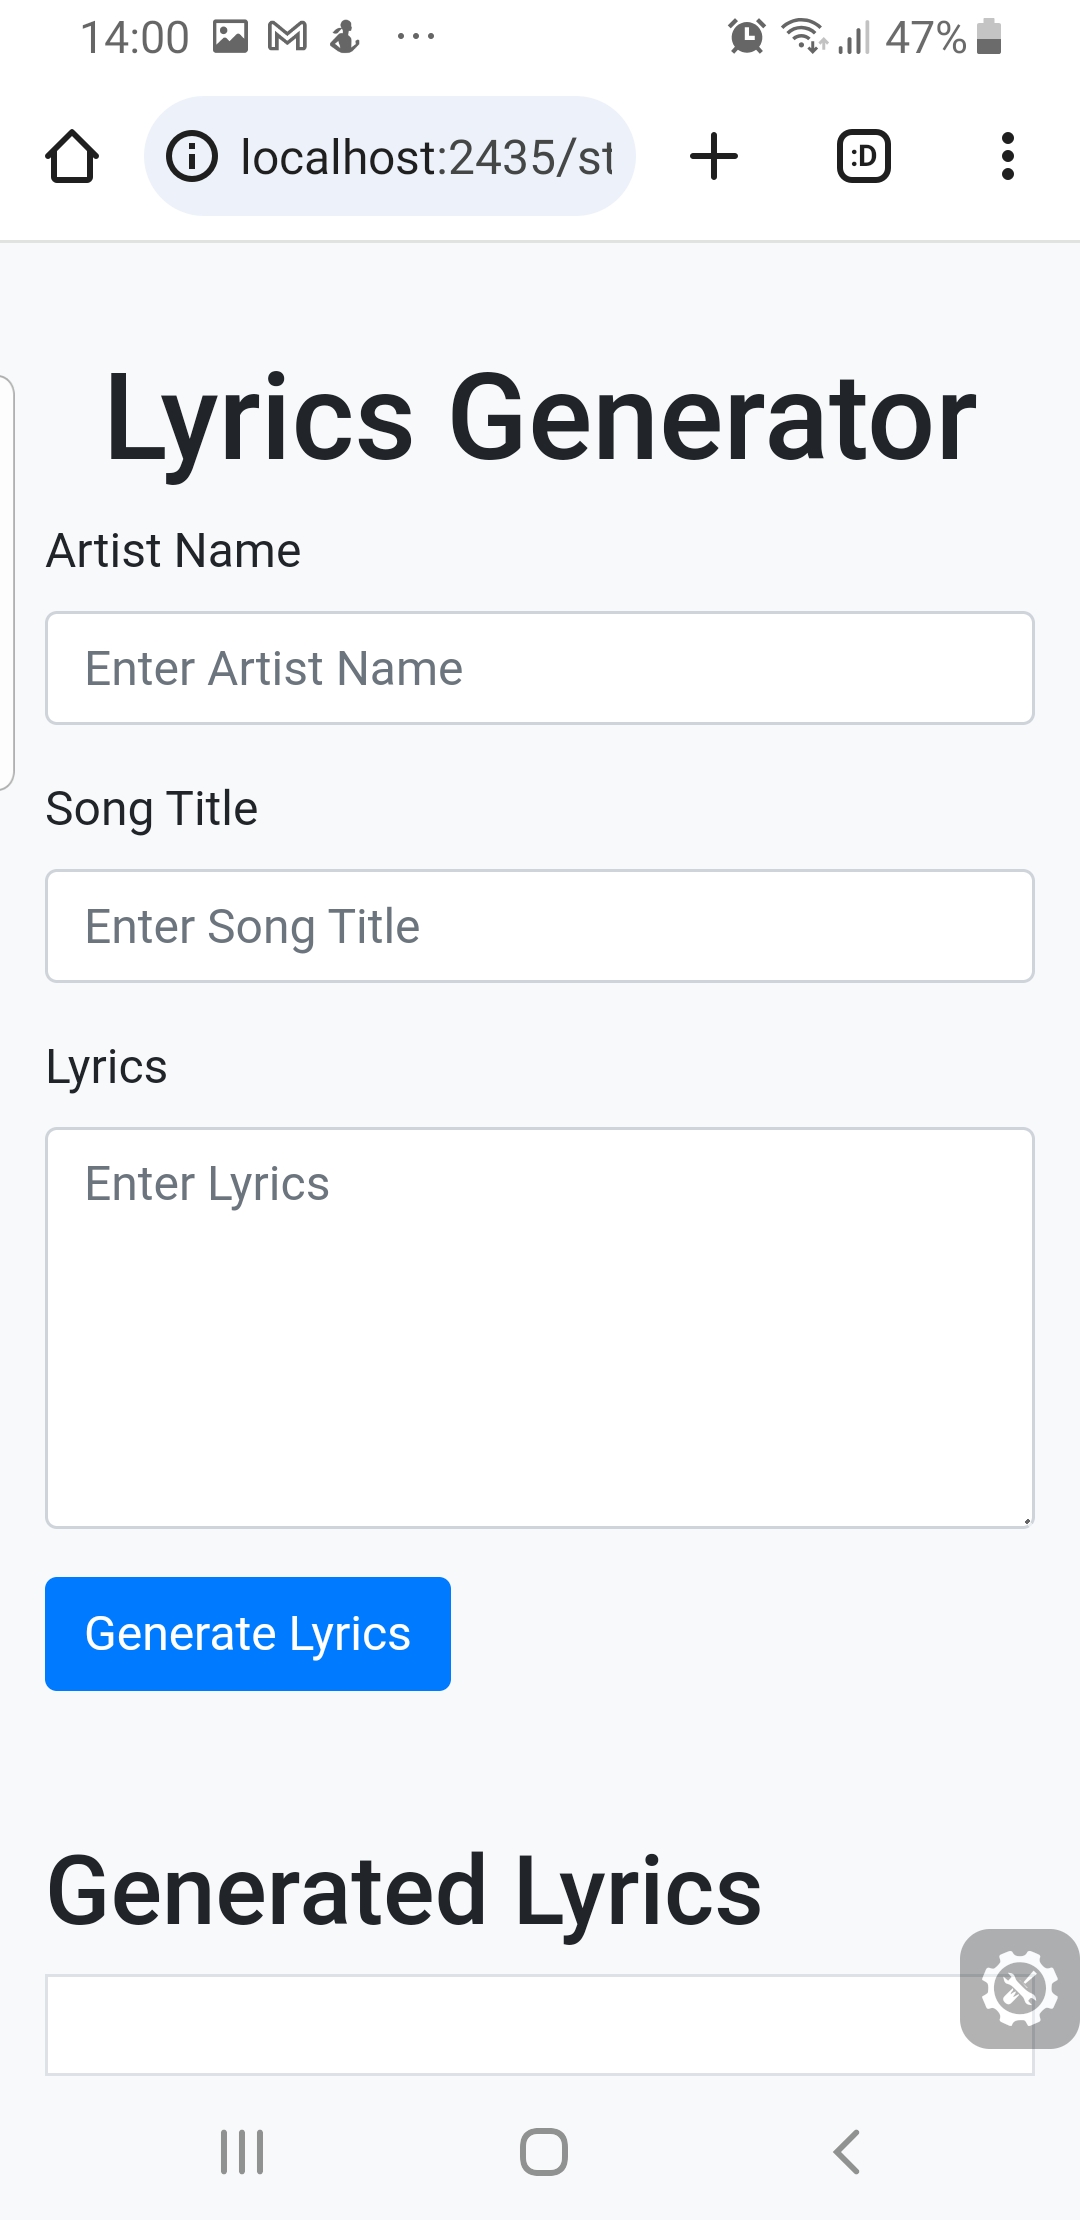 14:00
47%
localhost:2435/st
:D
Lyrics Generator
Artist Name
Enter Artist Name
Song Title
Enter Song Title
Lyrics
Enter Lyrics
Generate Lyrics
Generated Lyrics